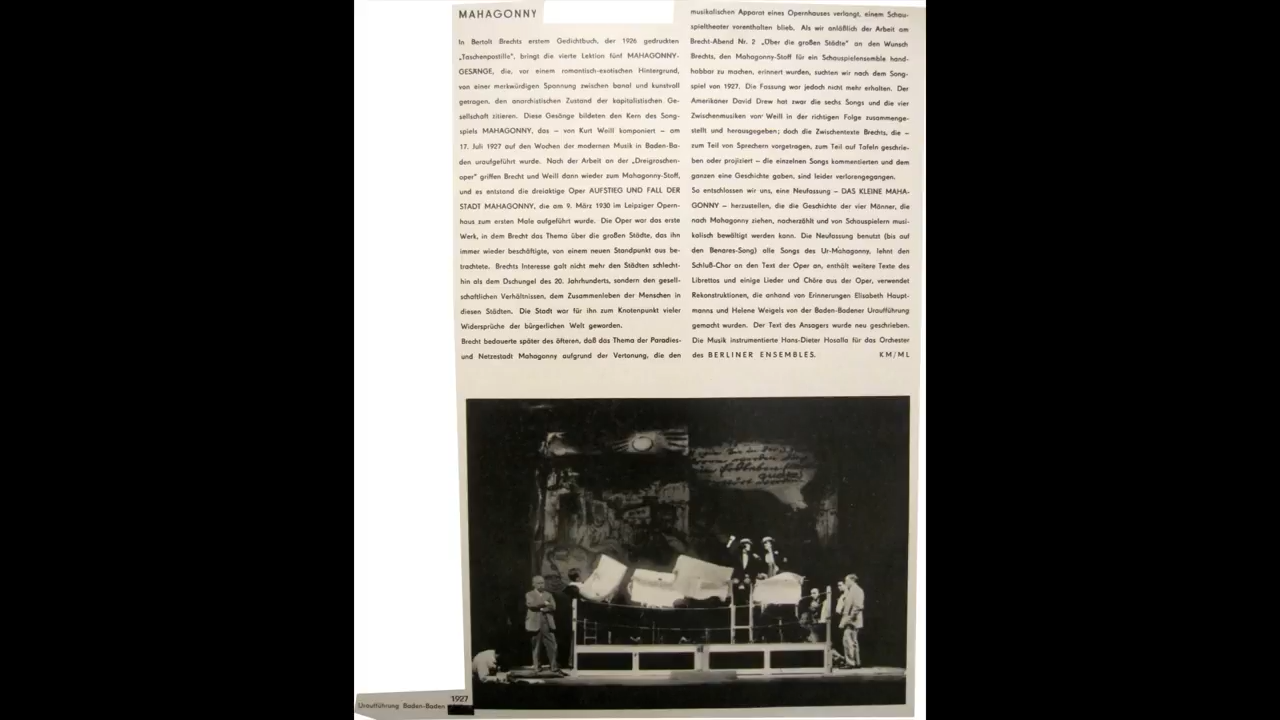 MAHAGONNY
In Bertolt Brechts erstem Gedichtbuch, der 1926 gedruckten
„Taschenpostille", bringt die vierte Lektion fünf MAHAGONNY-
GESÄNGE, die, vor einem romantisch-exotischen Hintergrund,
von einer merkwürdigen Spannung zwischen banal und kunstvoll
getragen, den anarchistischen Zustand der kapitalistischen Ge-
sellschaft zitieren. Diese Gesänge bildeten den Kern des Song-
spiels MAHAGONNY, das – von Kurt Weill komponiert – am
17. Juli 1927 auf den Wochen der modernen Musik in Baden-Ba-
den uraufgeführt wurde. Nach der Arbeit an der „Dreigroschen-
oper" griffen Brecht und Weill dann wieder zum Mahagonny-Stoff,
und es entstand die dreiaktige Oper AUFSTIEG UND FALL DER
STADT MAHAGONNY, die am 9. März 1930 im Leipziger Opern-
haus zum ersten Male aufgeführt wurde. Die Oper war das erste
Werk, in dem Brecht das Thema über die großen Städte, das ihn
immer wieder beschäftigte, von einem neuen Standpunkt aus be-
trachtete. Brechts Interesse galt nicht mehr den Städten schlecht-
hin als dem Dschungel des 20. Jahrhunderts, sondern den gesell-
schaftlichen Verhältnissen, dem Zusammenleben der Menschen in
diesen Städten. Die Stadt war für ihn zum Knotenpunkt vieler
Widersprüche der bürgerlichen Welt geworden.
Brecht bedauerte später des öfteren, daß das Thema der Paradies-
und Netzestadt Mahagonny aufgrund der Vertonung, die den
musikalischen Apparat eines Opernhauses verlangt, einem Schau-
spieltheater vorenthalten blieb. Als wir anläßlich der Arbeit am
Brecht-Abend Nr. 2 „Über die großen Städte" an den Wunsch
Brechts, den Mahagonny-Stoff für ein Schauspielensemble hand-
habbar zu machen, erinnert wurden, suchten wir nach dem Song-
spiel von 1927. Die Fassung war jedoch nicht mehr erhalten. Der
Amerikaner David Drew hat zwar die sechs Songs und die vier
Zwischenmusiken von Weill in der richtigen Folge zusammenge-
stellt und herausgegeben; doch die Zwischentexte Brechts, die –
zum Teil von Sprechern vorgetragen, zum Teil auf Tafeln geschrie-
ben oder projiziert – die einzelnen Songs kommentierten und dem
ganzen eine Geschichte gaben, sind leider verlorengegangen.
So entschlossen wir uns, eine Neufassung – DAS KLEINE MAHA-
GONNY – herzustellen, die die Geschichte der vier Männer, die
nach Mahagonny ziehen, nacherzählt und von Schauspielern musi-
kalisch bewältigt werden kann. Die Neufassung benutzt (bis auf
den Benares-Song) alle Songs des Ur-Mahagonny, lehnt den
Schluß-Chor an den Text der Oper an, enthält weitere Texte des
Librettos und einige Lieder und Chöre aus der Oper, verwendet
Rekonstruktionen, die anhand von Erinnerungen Elisabeth Haupt-
manns und Helene Weigels von der Baden-Badener Uraufführung
gemacht wurden. Der Text des Ansagers wurde neu geschrieben.
Die Musik instrumentierte Hans-Dieter Hosalla für das Orchester
des BERLINER ENSEMBLES. KM/ML
1927
Uraufführung Baden-Baden